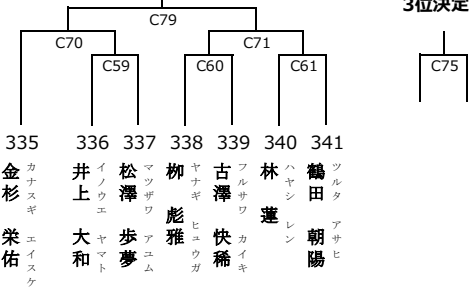 3位決定
C79
C70
C71
C59
C60
C61
C75
335
336
337
338
339
340
341
金杉 栄佑
カナスギ エイスケ
井上 大和
イノウエ ヤマト
松澤 歩夢
マツザワ アユム
柳 彪雅
ヤナギ ヒュウガ
古澤 快稀
フルサワ カイキ
林 蓮
ハヤシ レン
鶴田 朝陽
ツルタ アサヒ